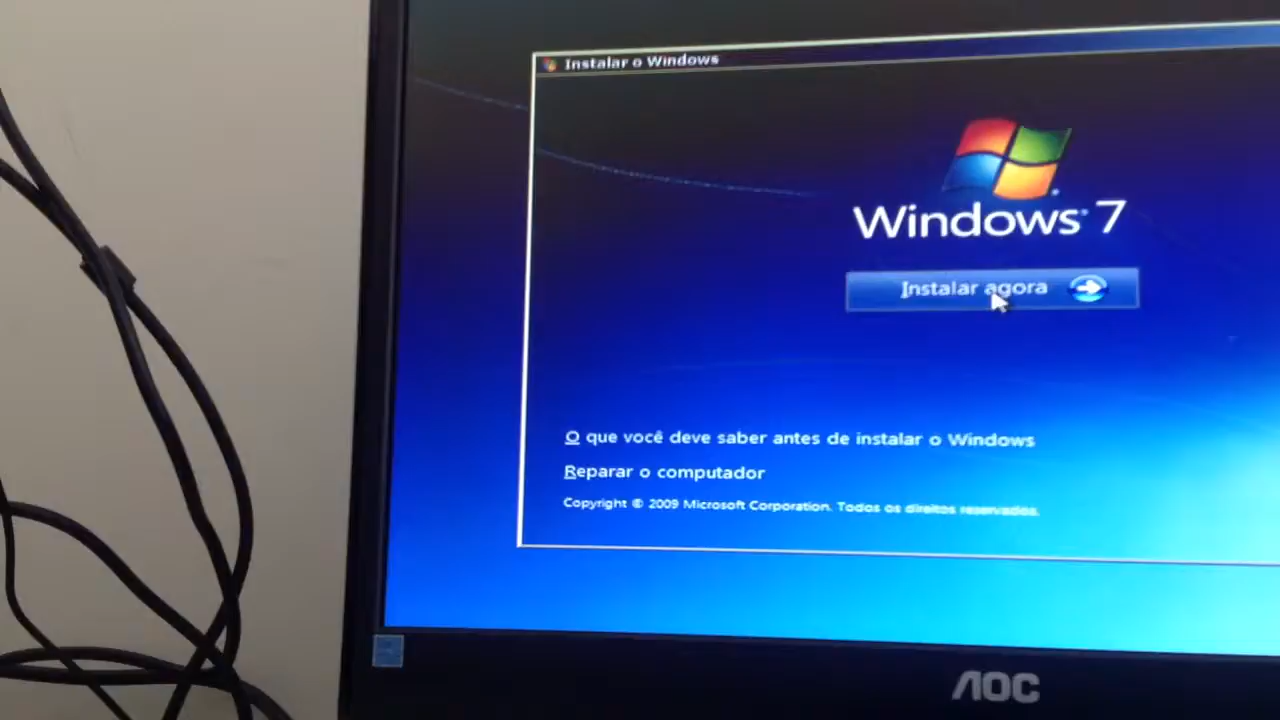 Instalar o Windows
Windows 7
Instalar agora
O que você deve saber antes de instalar o Windows
Reparar o computador
Copyright © 2009 Microsoft Corporation. Todos os direitos reservados.
AOC